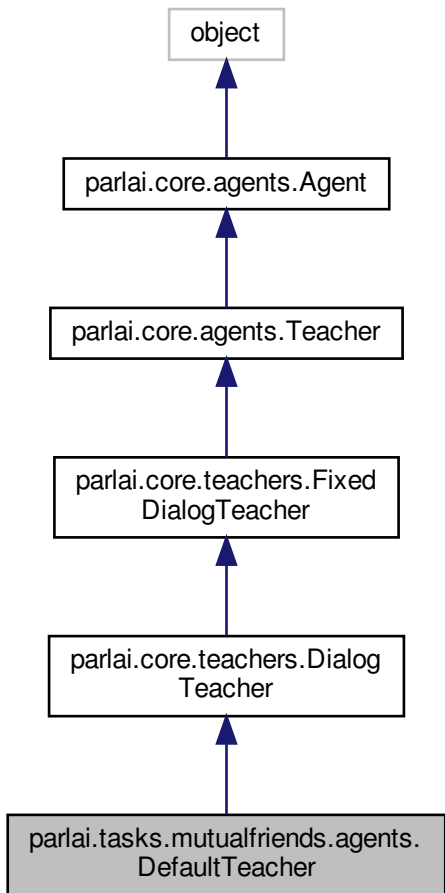 object
parlai.core.agents.Agent
parlai.core.agents.Teacher
parlai.core.teachers.Fixed
DialogTeacher
parlai.core.teachers.Dialog
Teacher
parlai.tasks.mutualfriends.agents.
DefaultTeacher